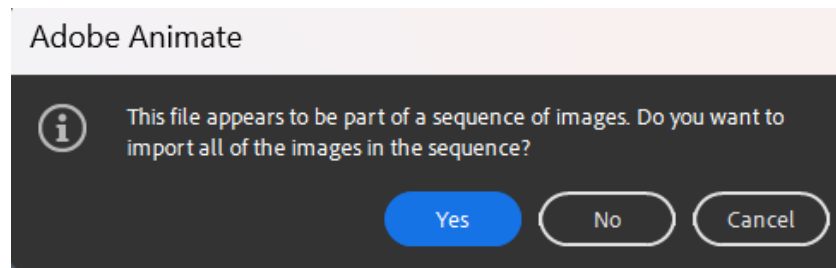 Adobe Animate
This file appears to be part of a sequence of images. Do you want to
import all of the images in the sequence?
Yes No Cancel